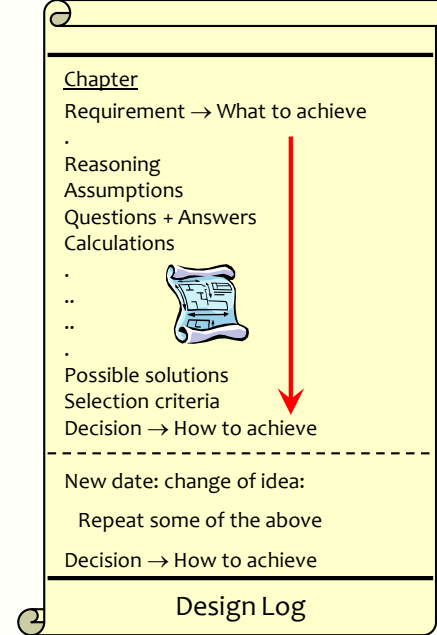 Chapter
Requirement → What to achieve
.
Reasoning
Assumptions
Questions + Answers
Calculations
.
..
..
.
Possible solutions
Selection criteria
Decision → How to achieve
New date: change of idea:
Repeat some of the above
Decision → How to achieve
Design Log